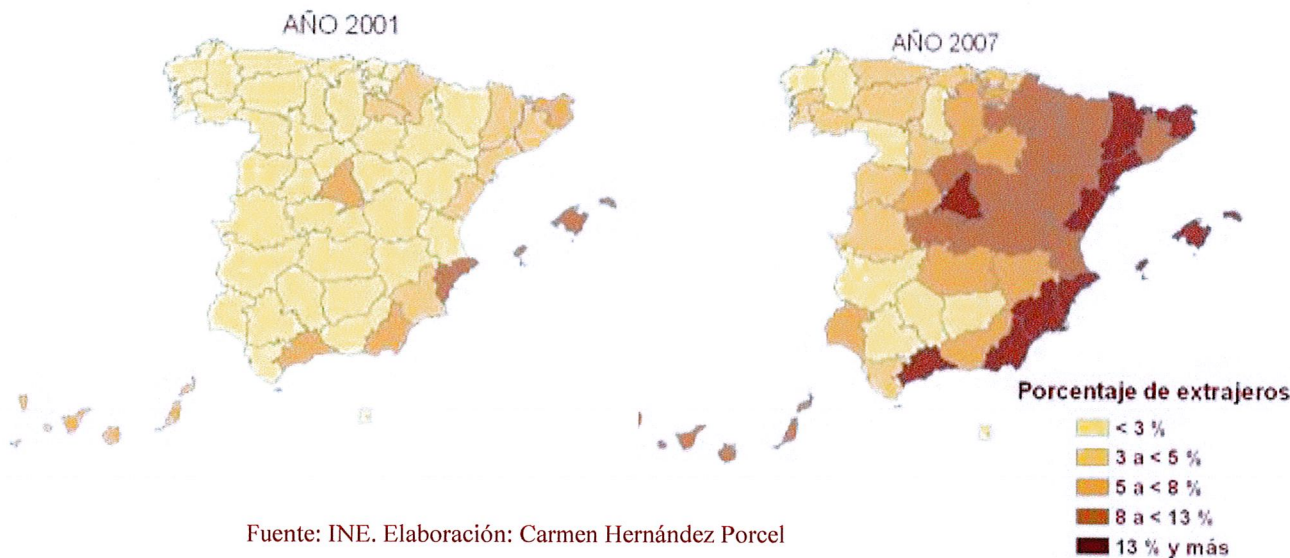 AÑO 2001
AÑO 2007
Porcentaje de extrajeros
< 3 %
3 a < 5 %
5 a < 8 %
8 a < 13 %
13 % y más
Fuente: INE. Elaboración: Carmen Hernández Porcel